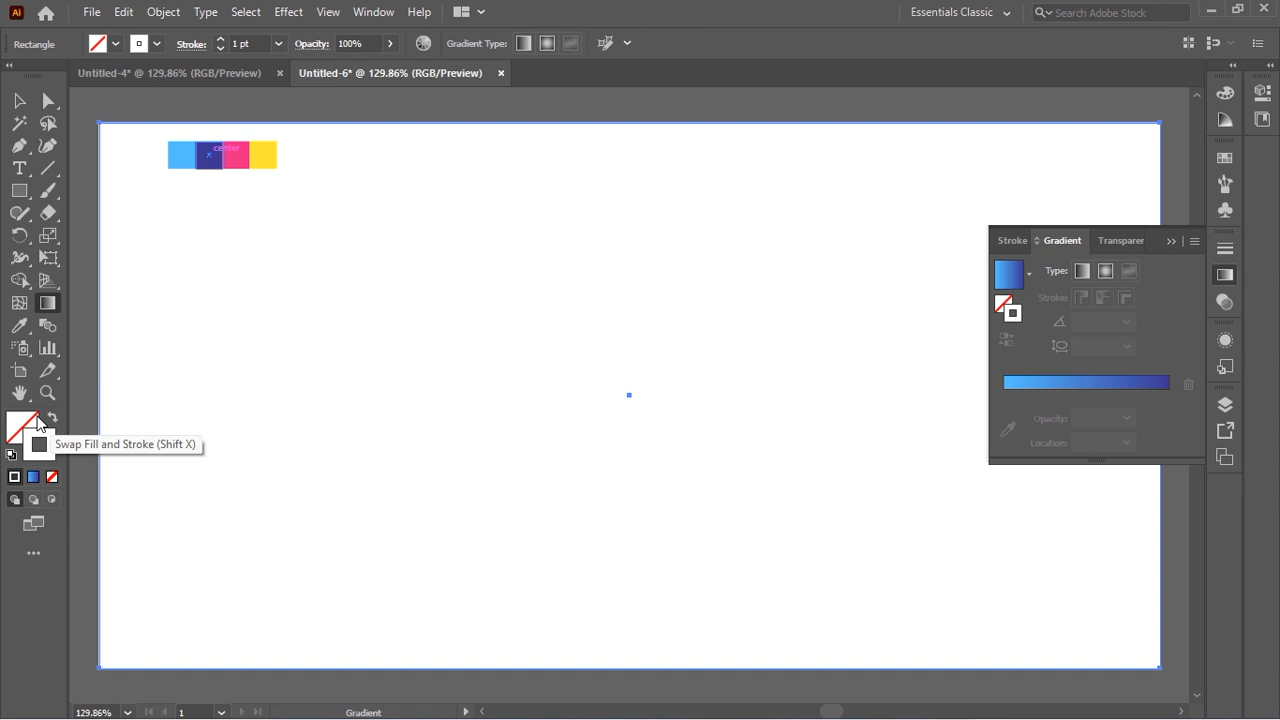 Ai File Edit Object Type Select Effect View Window Help Essentials Classic Search Adobe Stock
Rectangle Stroke: 1 pt Opacity: 100% Gradient Type:
Untitled-4* @ 129.86% (RGB/Preview) × Untitled-6* @ 129.86% (RGB/Preview) ×
center
Stroke Gradient Transparer
Type:
Stroke:
Swap Fill and Stroke (Shift X)
Opacity:
Location:
129.86% 1 Gradient